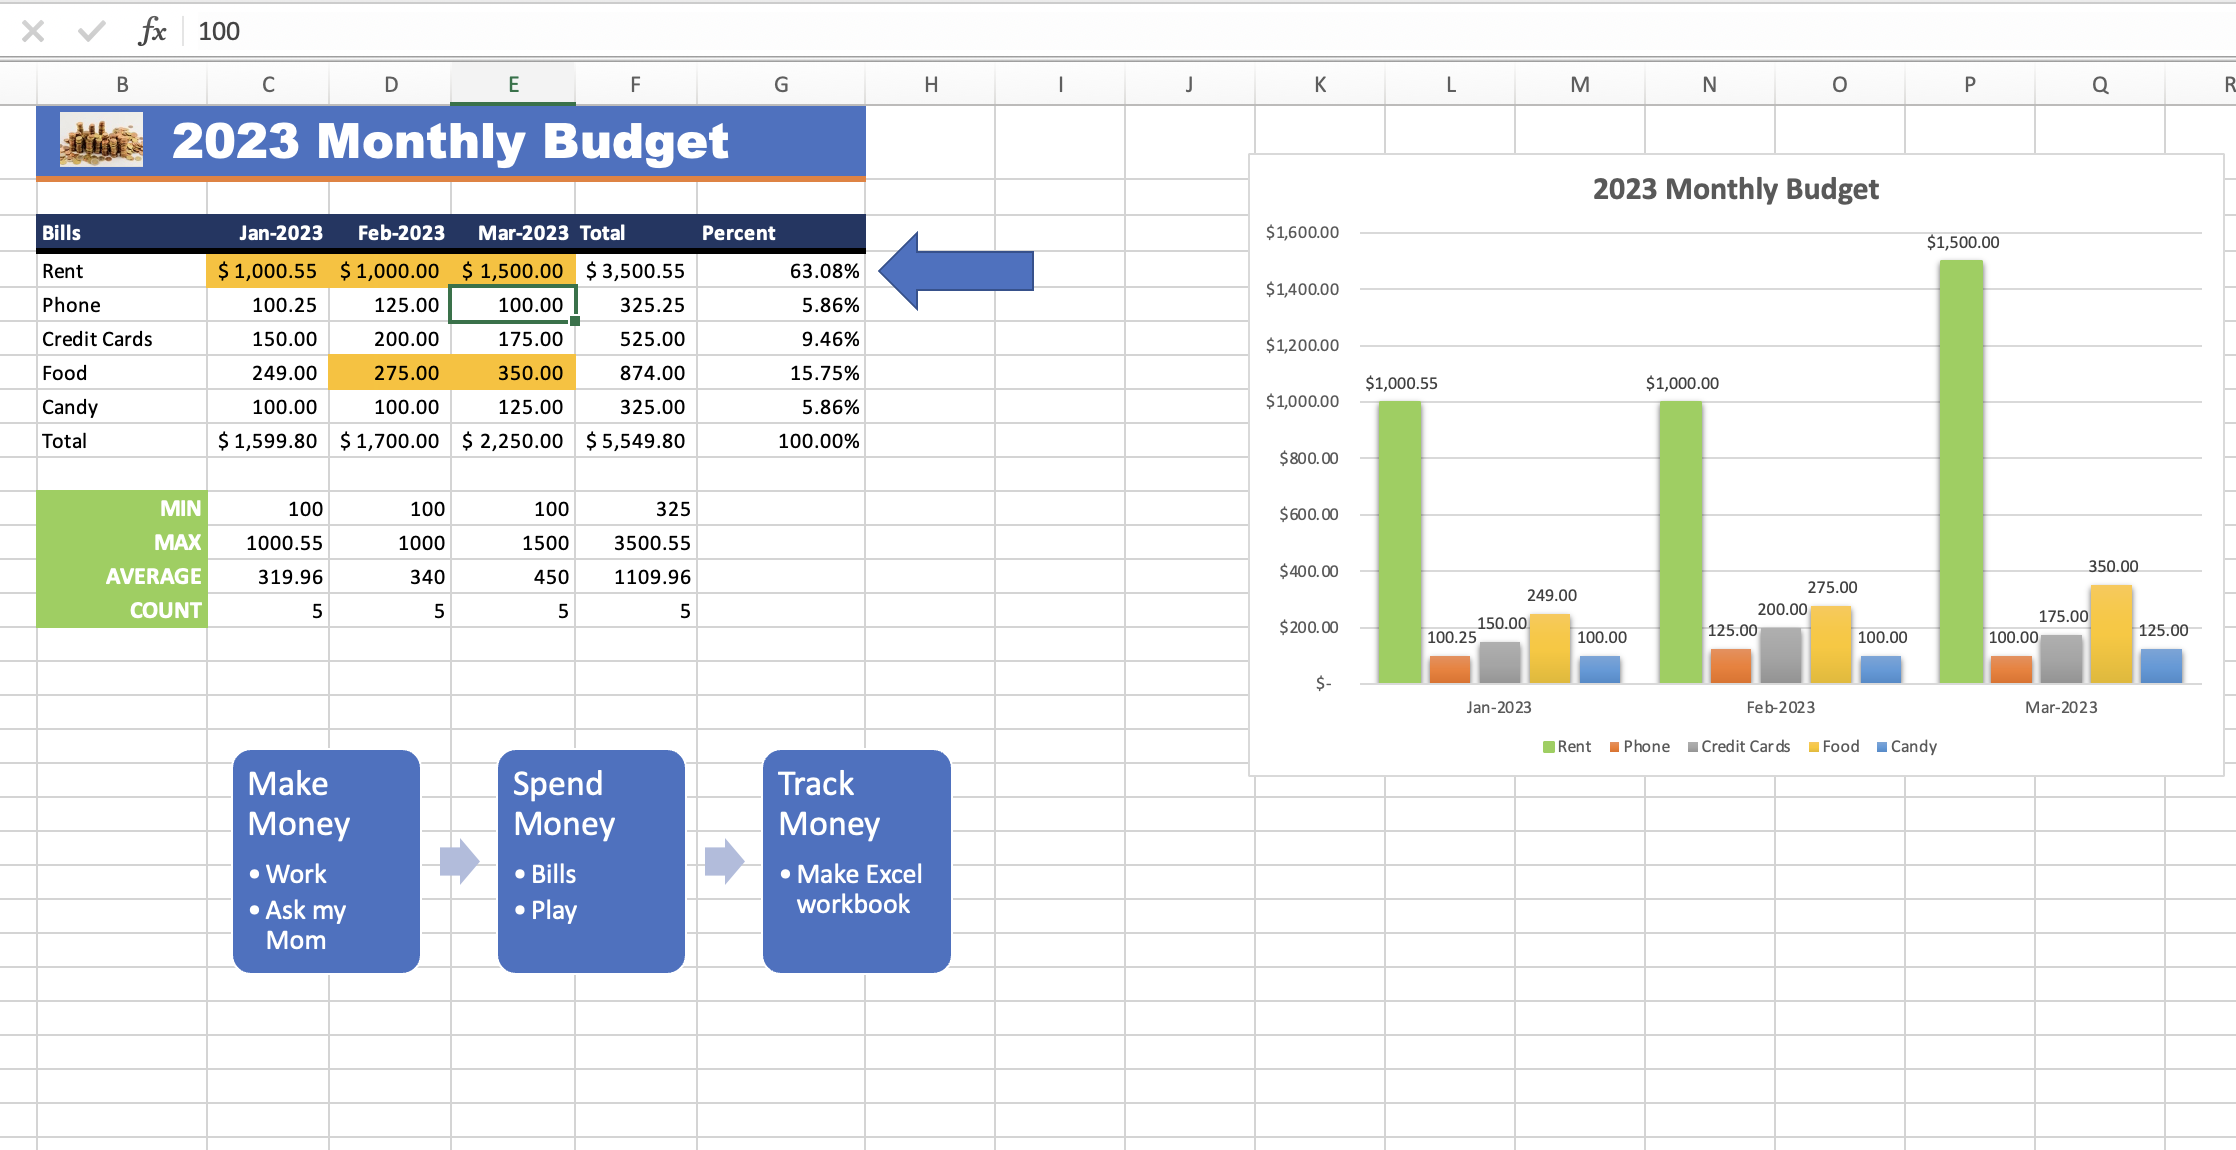 fx 100
B C D E F G H I J K L M N O P Q R
2023 Monthly Budget
Bills Jan-2023 Feb-2023 Mar-2023 Total Percent
Rent $ 1,000.55 $ 1,000.00 $ 1,500.00 $ 3,500.55 63.08%
Phone 100.25 125.00 100.00 325.25 5.86%
Credit Cards 150.00 200.00 175.00 525.00 9.46%
Food 249.00 275.00 350.00 874.00 15.75%
Candy 100.00 100.00 125.00 325.00 5.86%
Total $ 1,599.80 $ 1,700.00 $ 2,250.00 $ 5,549.80 100.00%
MIN 100 100 100 325
MAX 1000.55 1000 1500 3500.55
AVERAGE 319.96 340 450 1109.96
COUNT 5 5 5 5
Make
Money
• Work
• Ask my
Mom
Spend
Money
• Bills
• Play
Track
Money
• Make Excel
workbook
2023 Monthly Budget
$1,600.00
$1,400.00
$1,200.00
$1,000.00
$800.00
$600.00
$400.00
$200.00
$-
$1,000.55 100.25 150.00 249.00 100.00
$1,000.00 125.00 200.00 275.00 100.00
$1,500.00 100.00 175.00 350.00 125.00
Jan-2023 Feb-2023 Mar-2023
Rent Phone Credit Cards Food Candy